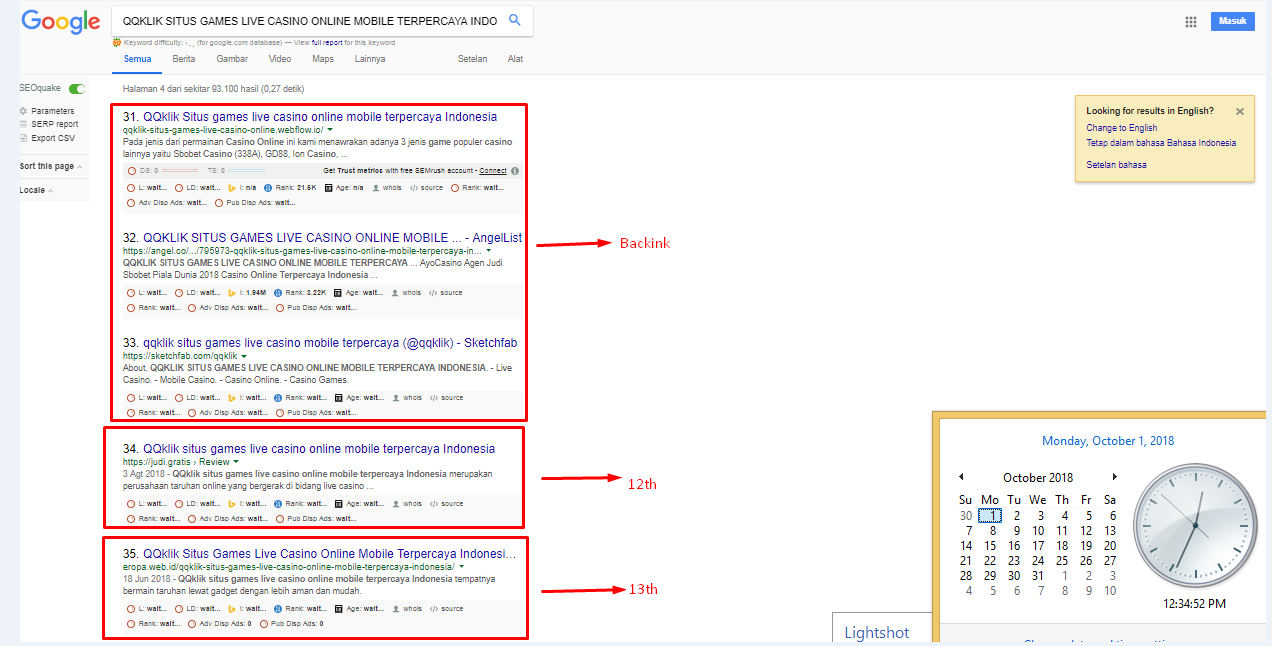 Google
QQKLIK SITUS GAMES LIVE CASINO ONLINE MOBILE TERPERCAYA INDO
Masuk
Keyword difficulty: -. (for google.com database) — View full report for this keyword
Semua Berita Gambar Video Maps Lainnya Setelan Alat
SEOquake
Parameters
SERP report
Export CSV
Sort this page
Locale
Halaman 4 dari sekitar 93.100 hasil (0,27 detik)
31. QQklik Situs games live casino online mobile terpercaya Indonesia
qqklik-situs-games-live-casino-online.webflow.io/
Pada jenis dari permainan Casino Online ini kami menawrakan adanya 3 jenis game populer casino
lainnya yaitu Sbobet Casino (338A), GD88, Ion Casino, ...
DS: 0 TS: 0 Get Trust metrics with free SEMrush account - Connect
L: wait... LD: wait... I: n/a Rank: 21.5K Age: n/a whois source Rank: wait...
Adv Disp Ads: wait... Pub Disp Ads: wait...
32. QQKLIK SITUS GAMES LIVE CASINO ONLINE MOBILE ... - AngelList
https://angel.co/.../795973-qqklik-situs-games-live-casino-online-mobile-terpercaya-in...
QQKLIK SITUS GAMES LIVE CASINO ONLINE MOBILE TERPERCAYA ... AyoCasino Agen Judi
Sbobet Piala Dunia 2018 Casino Online Terpercaya Indonesia ...
L: wait... LD: wait... I: 1.94M Rank: 3.22K Age: wait... whois source
Rank: wait... Adv Disp Ads: wait... Pub Disp Ads: wait...
33. qqklik situs games live casino mobile terpercaya (@qqklik) - Sketchfab
https://sketchfab.com/qqklik
About. QQKLIK SITUS GAMES LIVE CASINO ONLINE MOBILE TERPERCAYA INDONESIA. - Live
Casino. - Mobile Casino. - Casino Online. - Casino Games.
L: wait... LD: wait... I: wait... Rank: wait... Age: wait... whois source
Rank: wait... Adv Disp Ads: wait... Pub Disp Ads: wait...
Backink
34. QQklik situs games live casino online mobile terpercaya Indonesia
https://judi.gratis › Review
3 Agt 2018 - QQklik situs games live casino online mobile terpercaya Indonesia merupakan
perusahaan taruhan online yang bergerak di bidang live casino ...
L: wait... LD: wait... I: wait... Rank: wait... Age: wait... whois source
Rank: wait... Adv Disp Ads: wait... Pub Disp Ads: wait...
12th
35. QQKlik Situs Games Live Casino Online Mobile Terpercaya Indonesi...
eropa.web.id/qqklik-situs-games-live-casino-online-mobile-terpercaya-indonesia/
18 Jun 2018 - QQklik situs games live casino online mobile terpercaya Indonesia tempatnya
bermain taruhan lewat gadget dengan lebih aman dan mudah.
L: wait... LD: wait... I: wait... Rank: wait... Age: wait... whois source
Rank: wait... Adv Disp Ads: 0 Pub Disp Ads: 0
13th
Looking for results in English?
Change to English
Tetap dalam bahasa Bahasa Indonesia
Setelan bahasa
Monday, October 1, 2018
October 2018
Su Mo Tu We Th Fr Sa
30 1 2 3 4 5 6
7 8 9 10 11 12 13
14 15 16 17 18 19 20
21 22 23 24 25 26 27
28 29 30 31 1 2 3
4 5 6 7 8 9 10
12:34:52 PM
Lightshot